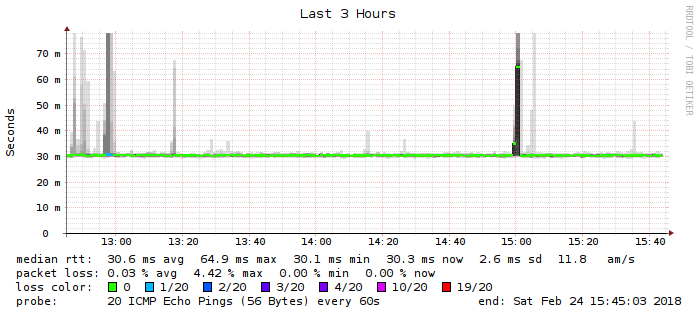 Last 3 Hours
RRDTOOL / TOBI OETIKER
Seconds
70 m
60 m
50 m
40 m
30 m
20 m
10 m
0
13:00 13:20 13:40 14:00 14:20 14:40 15:00 15:20 15:40
median rtt: 30.6 ms avg 64.9 ms max 30.1 ms min 30.3 ms now 2.6 ms sd 11.8 am/s
packet loss: 0.03 % avg 4.42 % max 0.00 % min 0.00 % now
loss color: 0 1/20 2/20 3/20 4/20 10/20 19/20
probe: 20 ICMP Echo Pings (56 Bytes) every 60s end: Sat Feb 24 15:45:03 2018